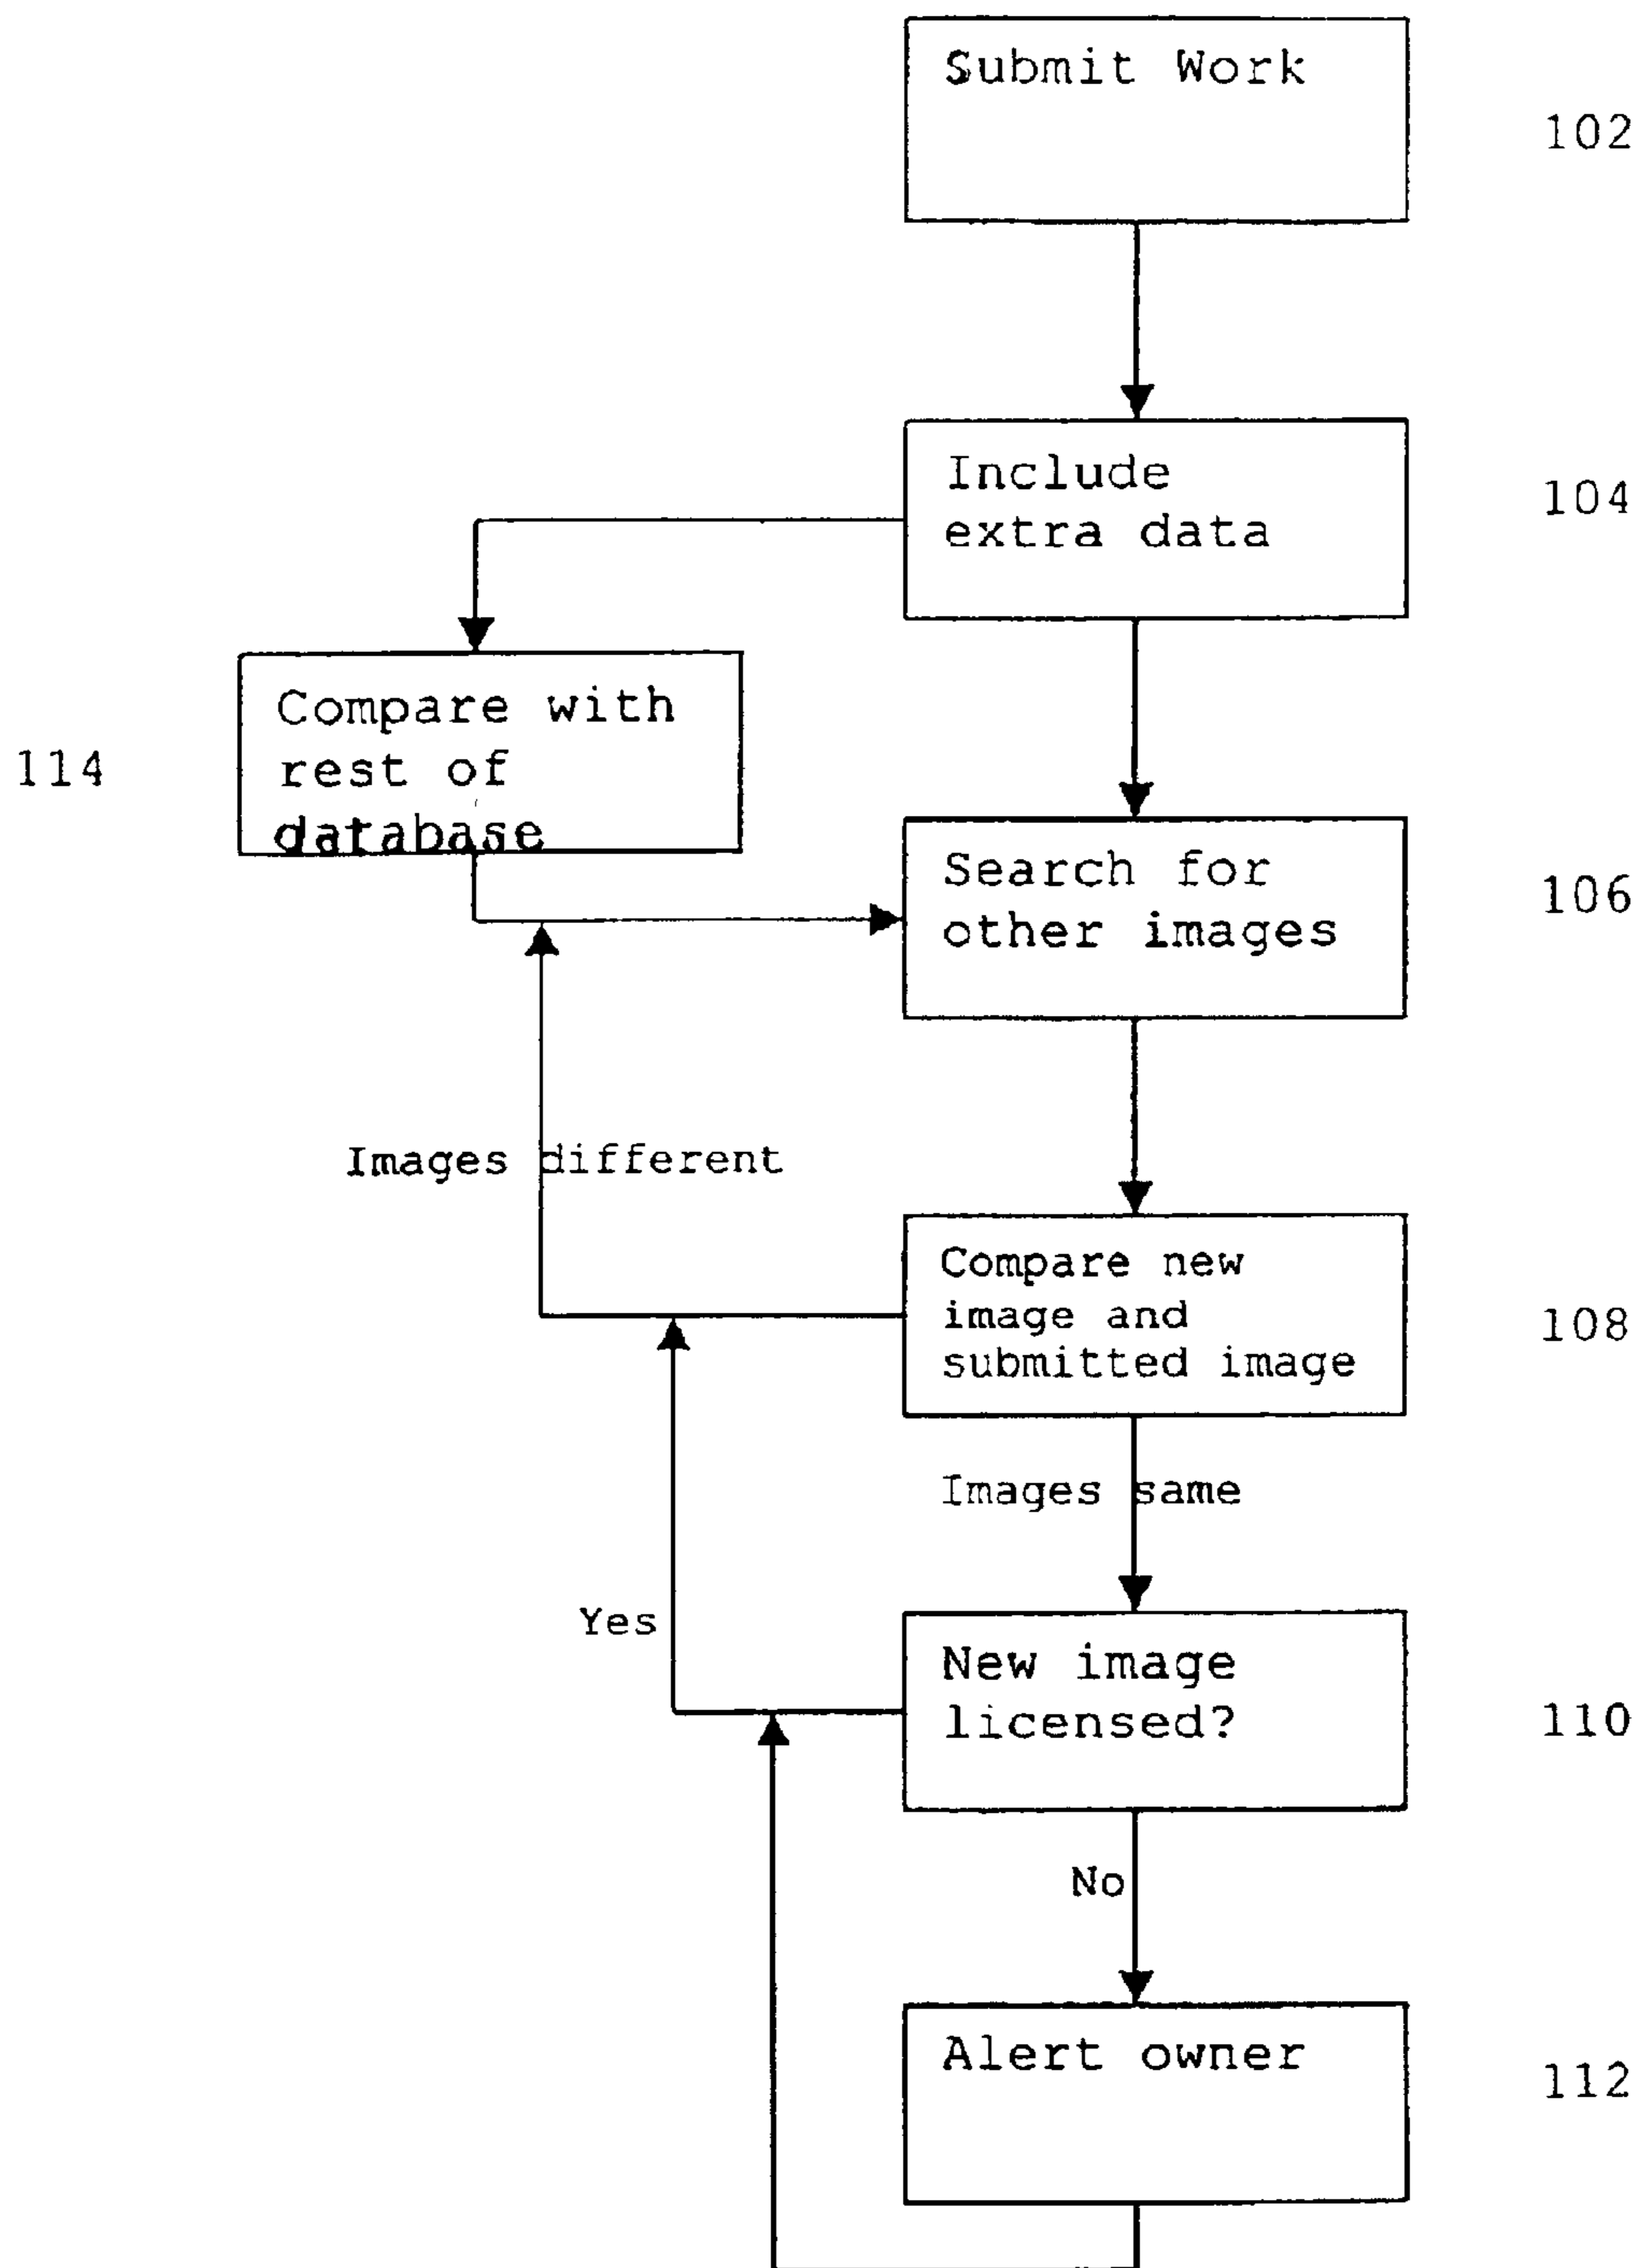 Submit Work
102
Include
extra data
104
Compare with
rest of
database
114
Search for
other images
106
Images different
Compare new
image and
submitted image
108
Images same
Yes
New image
licensed?
110
No
Alert owner
112